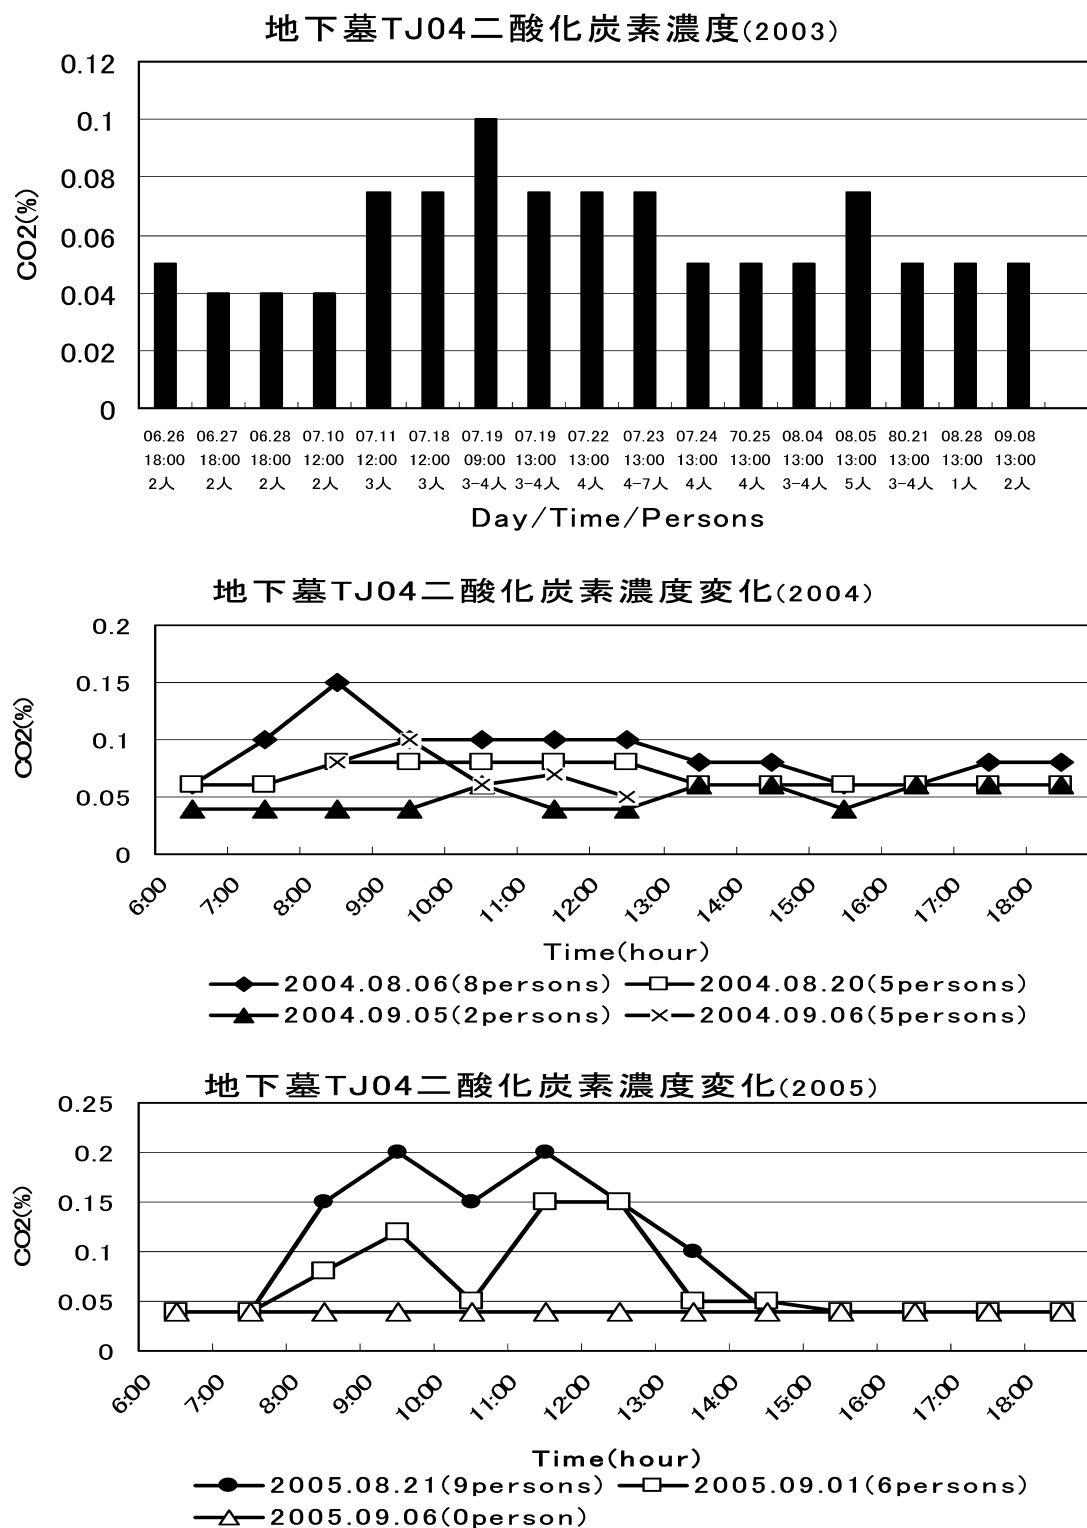 地下墓TJ04二酸化炭素濃度(2003)
0.12
0.1
0.08
0.06
0.04
0.02
0
CO2(%)
06.26 06.27 06.28 07.10 07.11 07.18 07.19 07.19 07.22 07.23 07.24 70.25 08.04 08.05 80.21 08.28 09.08
18:00 18:00 18:00 12:00 12:00 12:00 09:00 13:00 13:00 13:00 13:00 13:00 13:00 13:00 13:00 13:00 13:00
2人 2人 2人 2人 3人 3人 3-4人 3-4人 4人 4-7人 4人 4人 3-4人 5人 3-4人 1人 2人
Day/Time/Persons
地下墓TJ04二酸化炭素濃度変化(2004)
0.2
0.15
0.1
0.05
0
CO2(%)
6:00 7:00 8:00 9:00 10:00 11:00 12:00 13:00 14:00 15:00 16:00 17:00 18:00
Time(hour)
2004.08.06(8persons) 2004.08.20(5persons)
2004.09.05(2persons) 2004.09.06(5persons)
地下墓TJ04二酸化炭素濃度変化(2005)
0.25
0.2
0.15
0.1
0.05
0
CO2(%)
6:00 7:00 8:00 9:00 10:00 11:00 12:00 13:00 14:00 15:00 16:00 17:00 18:00
Time(hour)
2005.08.21(9persons) 2005.09.01(6persons)
2005.09.06(0person)